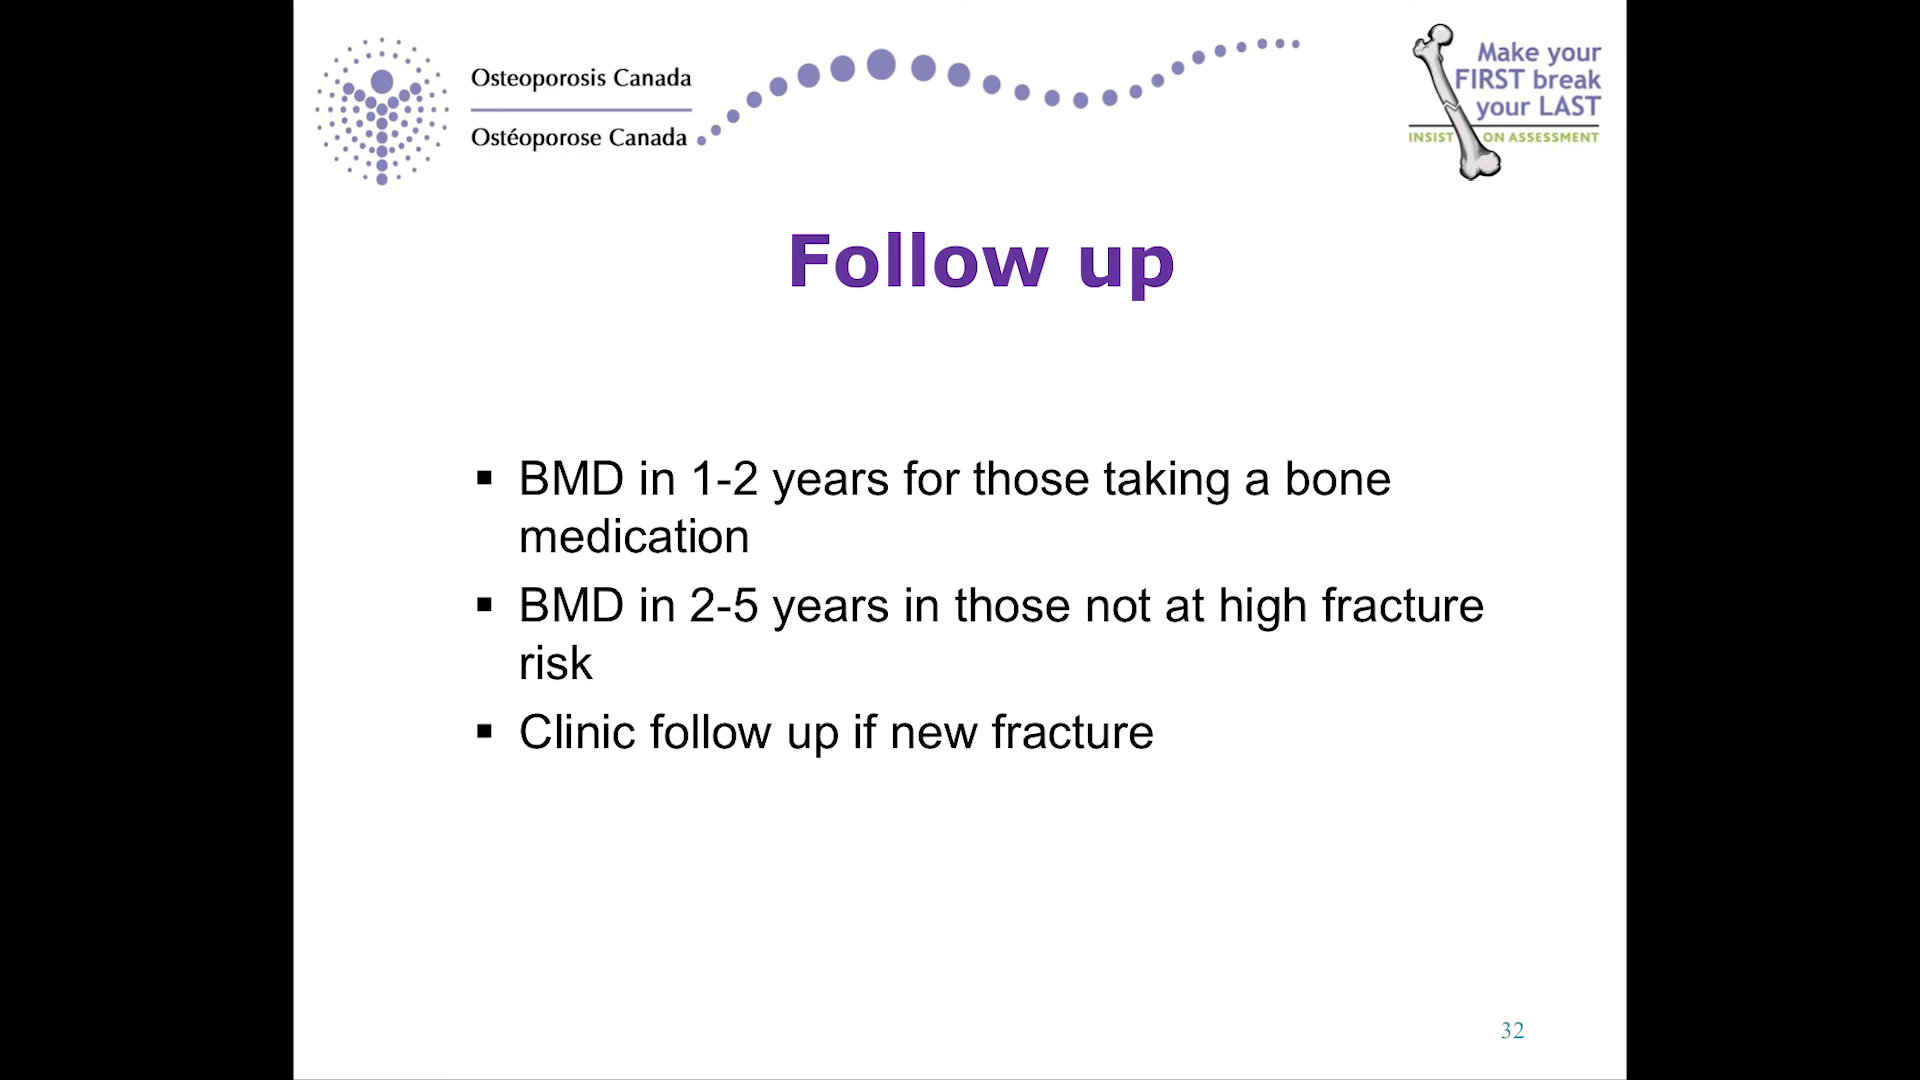 Osteoporosis Canada
Ostéoporose Canada
Make your
FIRST break
your LAST
INSIST ON ASSESSMENT
Follow up
▪ BMD in 1-2 years for those taking a bone
medication
▪ BMD in 2-5 years in those not at high fracture
risk
▪ Clinic follow up if new fracture
32